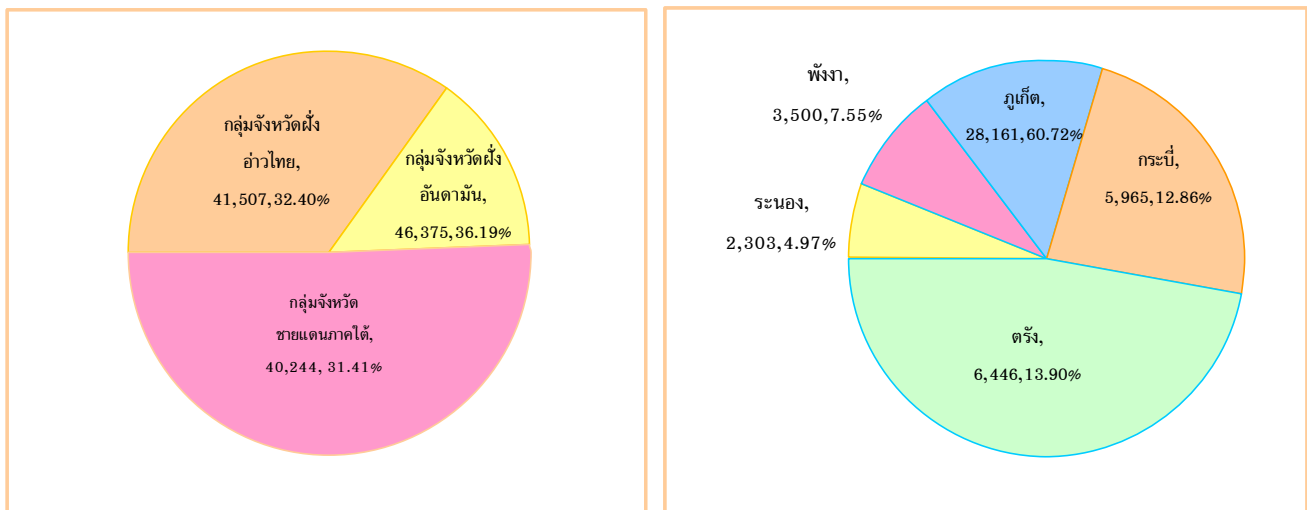 กลุ่มจังหวัดฝั่ง
อ่าวไทย,
41,507,32.40%
กลุ่มจังหวัดฝั่ง
อันดามัน,
46,375,36.19%
กลุ่มจังหวัด
ชายแดนภาคใต้,
40,244, 31.41%
พังงา,
3,500,7.55%
ภูเก็ต,
28,161,60.72%
กระบี่,
5,965,12.86%
ระนอง,
2,303,4.97%
ตรัง,
6,446,13.90%